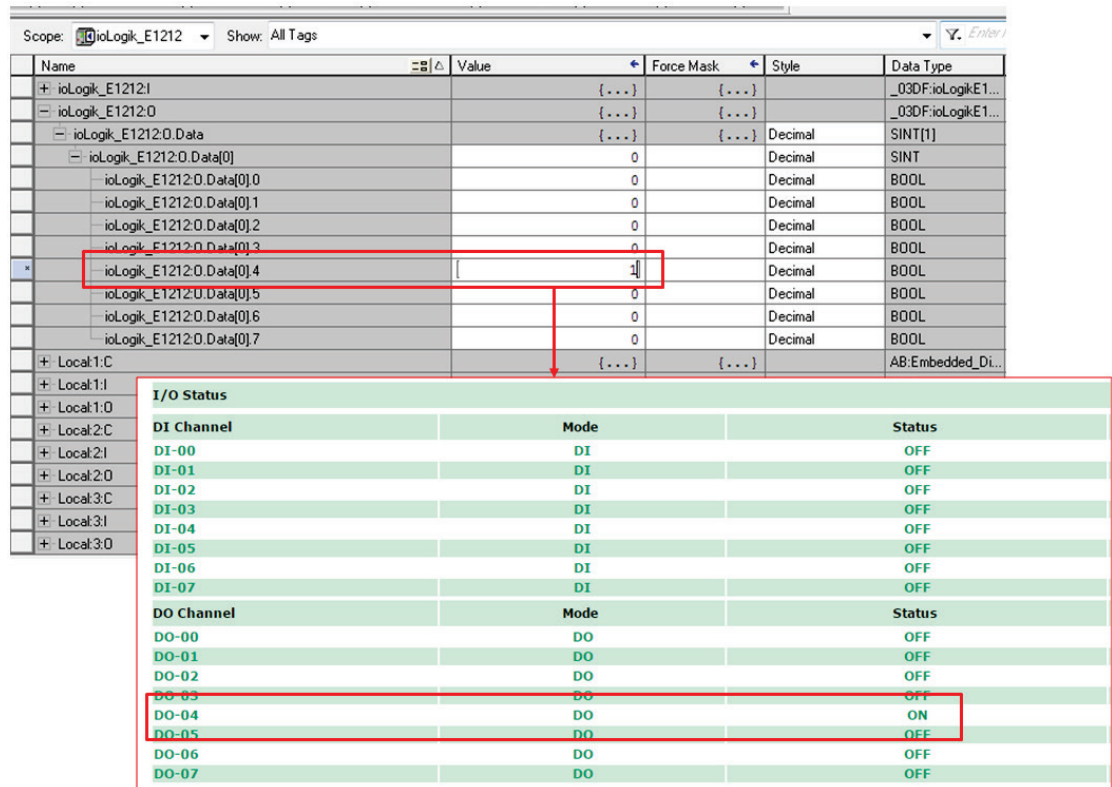 Scope: ioLogik_E1212 Show: All Tags Enter
Name Value Force Mask Style Data Type
ioLogik_E1212:I {...} {...} _03DF:ioLogikE1...
ioLogik_E1212:O {...} {...} _03DF:ioLogikE1...
ioLogik_E1212:O.Data {...} {...} Decimal SINT[1]
ioLogik_E1212:O.Data[0] 0 Decimal SINT
ioLogik_E1212:O.Data[0].0 0 Decimal BOOL
ioLogik_E1212:O.Data[0].1 0 Decimal BOOL
ioLogik_E1212:O.Data[0].2 0 Decimal BOOL
ioLogik_E1212:O.Data[0].3 0 Decimal BOOL
ioLogik_E1212:O.Data[0].4 1 Decimal BOOL
ioLogik_E1212:O.Data[0].5 0 Decimal BOOL
ioLogik_E1212:O.Data[0].6 0 Decimal BOOL
ioLogik_E1212:O.Data[0].7 0 Decimal BOOL
Local:1:C {...} {...} AB:Embedded_Di...
Local:1:I
Local:1:O
Local:2:C
Local:2:I
Local:2:O
Local:3:C
Local:3:I
Local:3:O
I/O Status
DI Channel Mode Status
DI-00 DI OFF
DI-01 DI OFF
DI-02 DI OFF
DI-03 DI OFF
DI-04 DI OFF
DI-05 DI OFF
DI-06 DI OFF
DI-07 DI OFF
DO Channel Mode Status
DO-00 DO OFF
DO-01 DO OFF
DO-02 DO OFF
DO-03 DO OFF
DO-04 DO ON
DO-05 DO OFF
DO-06 DO OFF
DO-07 DO OFF